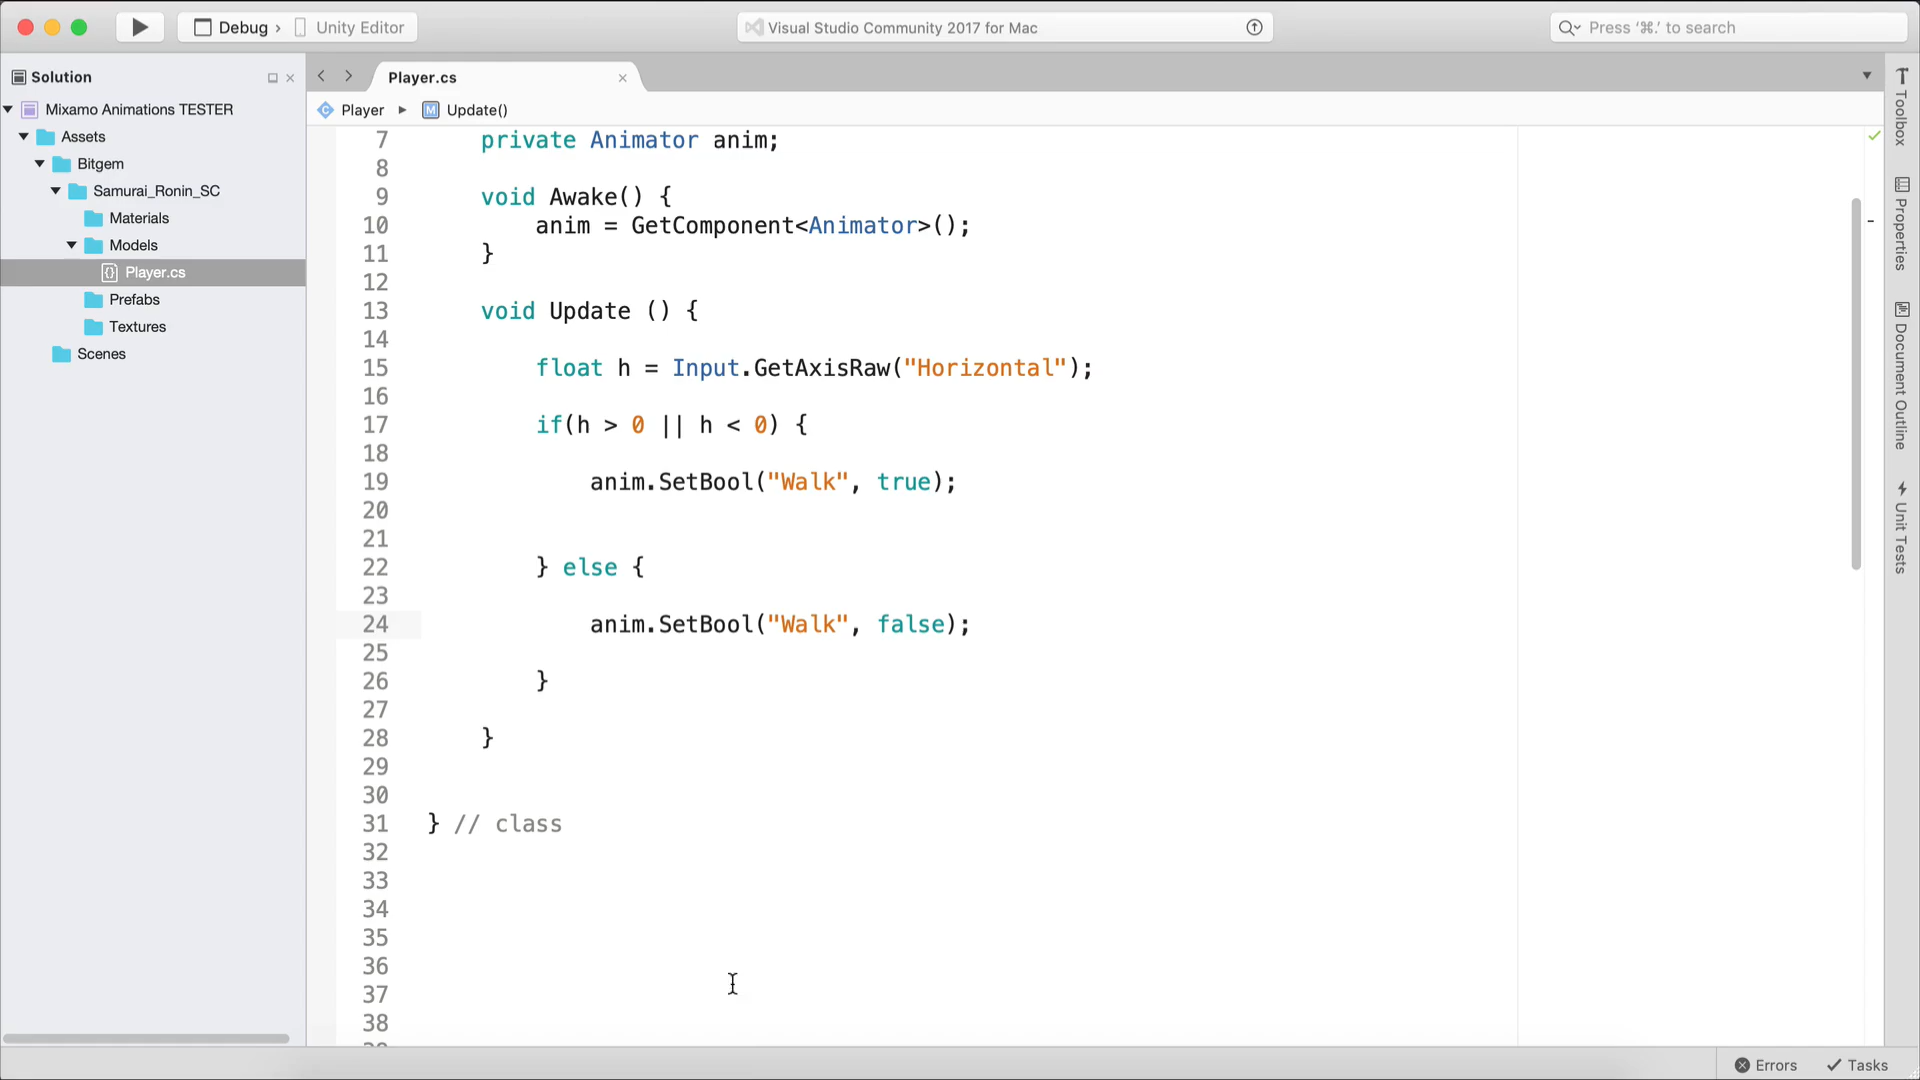 Debug › Unity Editor
Visual Studio Community 2017 for Mac
Press ‘⌘.’ to search
Solution
Mixamo Animations TESTER
Assets
Bitgem
Samurai_Ronin_SC
Materials
Models
{} Player.cs
Prefabs
Textures
Scenes
Player.cs
Player
M Update()
7 private Animator anim;
8
9 void Awake() {
10 anim = GetComponent<Animator>();
11 }
12
13 void Update () {
14
15 float h = Input.GetAxisRaw("Horizontal");
16
17 if(h > 0 || h < 0) {
18
19 anim.SetBool("Walk", true);
20
21
22 } else {
23
24 anim.SetBool("Walk", false);
25
26 }
27
28 }
29
30
31 } // class
32
33
34
35
36
37
38
Toolbox
Properties
Document Outline
Unit Tests
Errors
Tasks